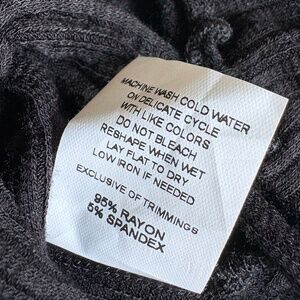 MACHINE WASH COLD WATER
ON DELICATE CYCLE
WITH LIKE COLORS
DO NOT BLEACH
RESHAPE WHEN WET
LAY FLAT TO DRY
LOW IRON IF NEEDED
EXCLUSIVE OF TRIMMINGS
95% RAYON
5% SPANDEX